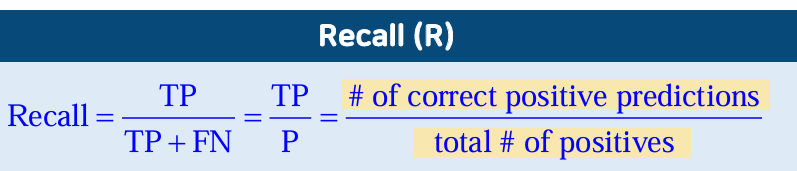 Recall (R)
Recall = TP / TP + FN = TP / P = # of correct positive predictions / total # of positives